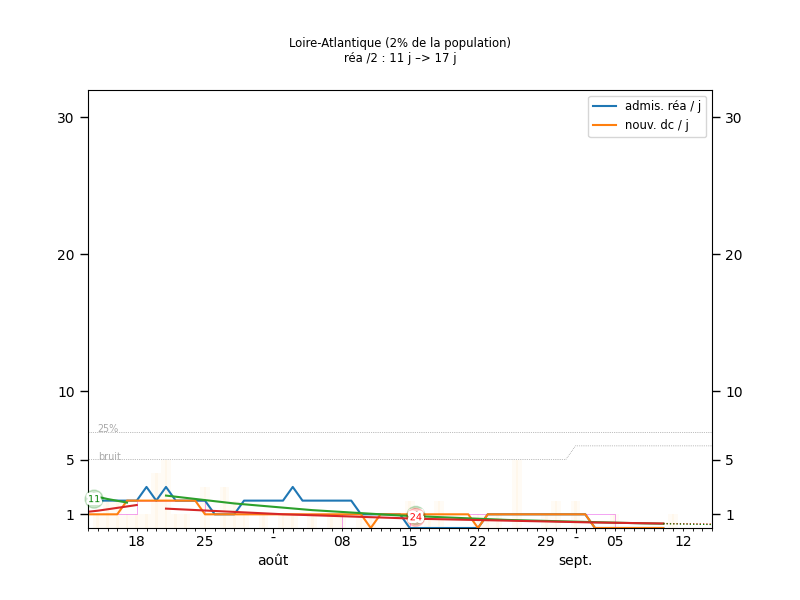 Loire-Atlantique (2% de la population)
réa /2 : 11 j –> 17 j
admis. réa / j
nouv. dc / j
30 30
20 20
10 10
25%
bruit
5 5
11
24
1 1
18 25 - 08 15 22 29 - 05 12
août sept.